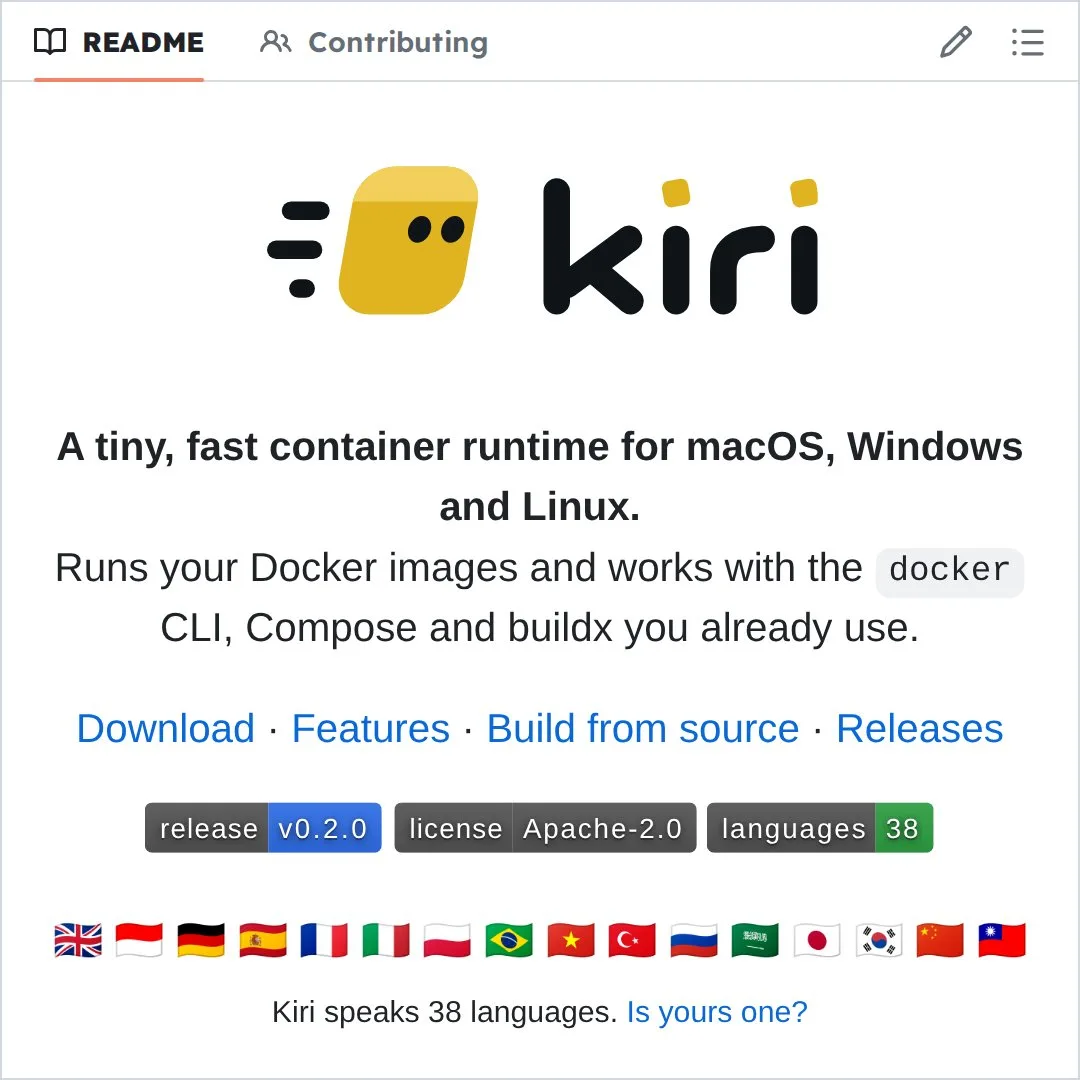 README Contributing
kiri
A tiny, fast container runtime for macOS, Windows
and Linux.
Runs your Docker images and works with the docker
CLI, Compose and buildx you already use.
Download · Features · Build from source · Releases
release v0.2.0 license Apache-2.0 languages 38
Kiri speaks 38 languages. Is yours one?